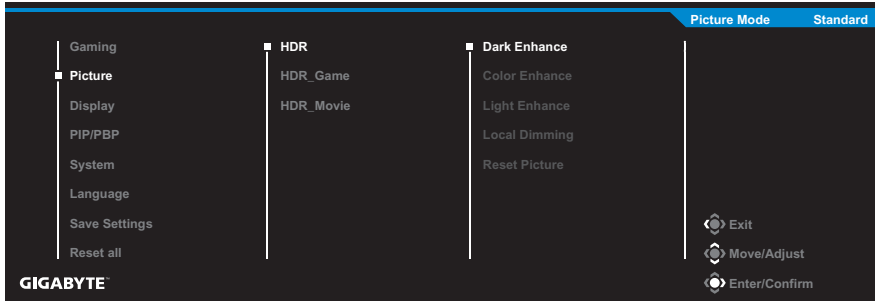 Picture Mode Standard
Gaming HDR Dark Enhance
Picture HDR_Game Color Enhance
Display HDR_Movie Light Enhance
PIP/PBP Local Dimming
System Reset Picture
Language
Save Settings Exit
Reset all Move/Adjust
GIGABYTE™ Enter/Confirm